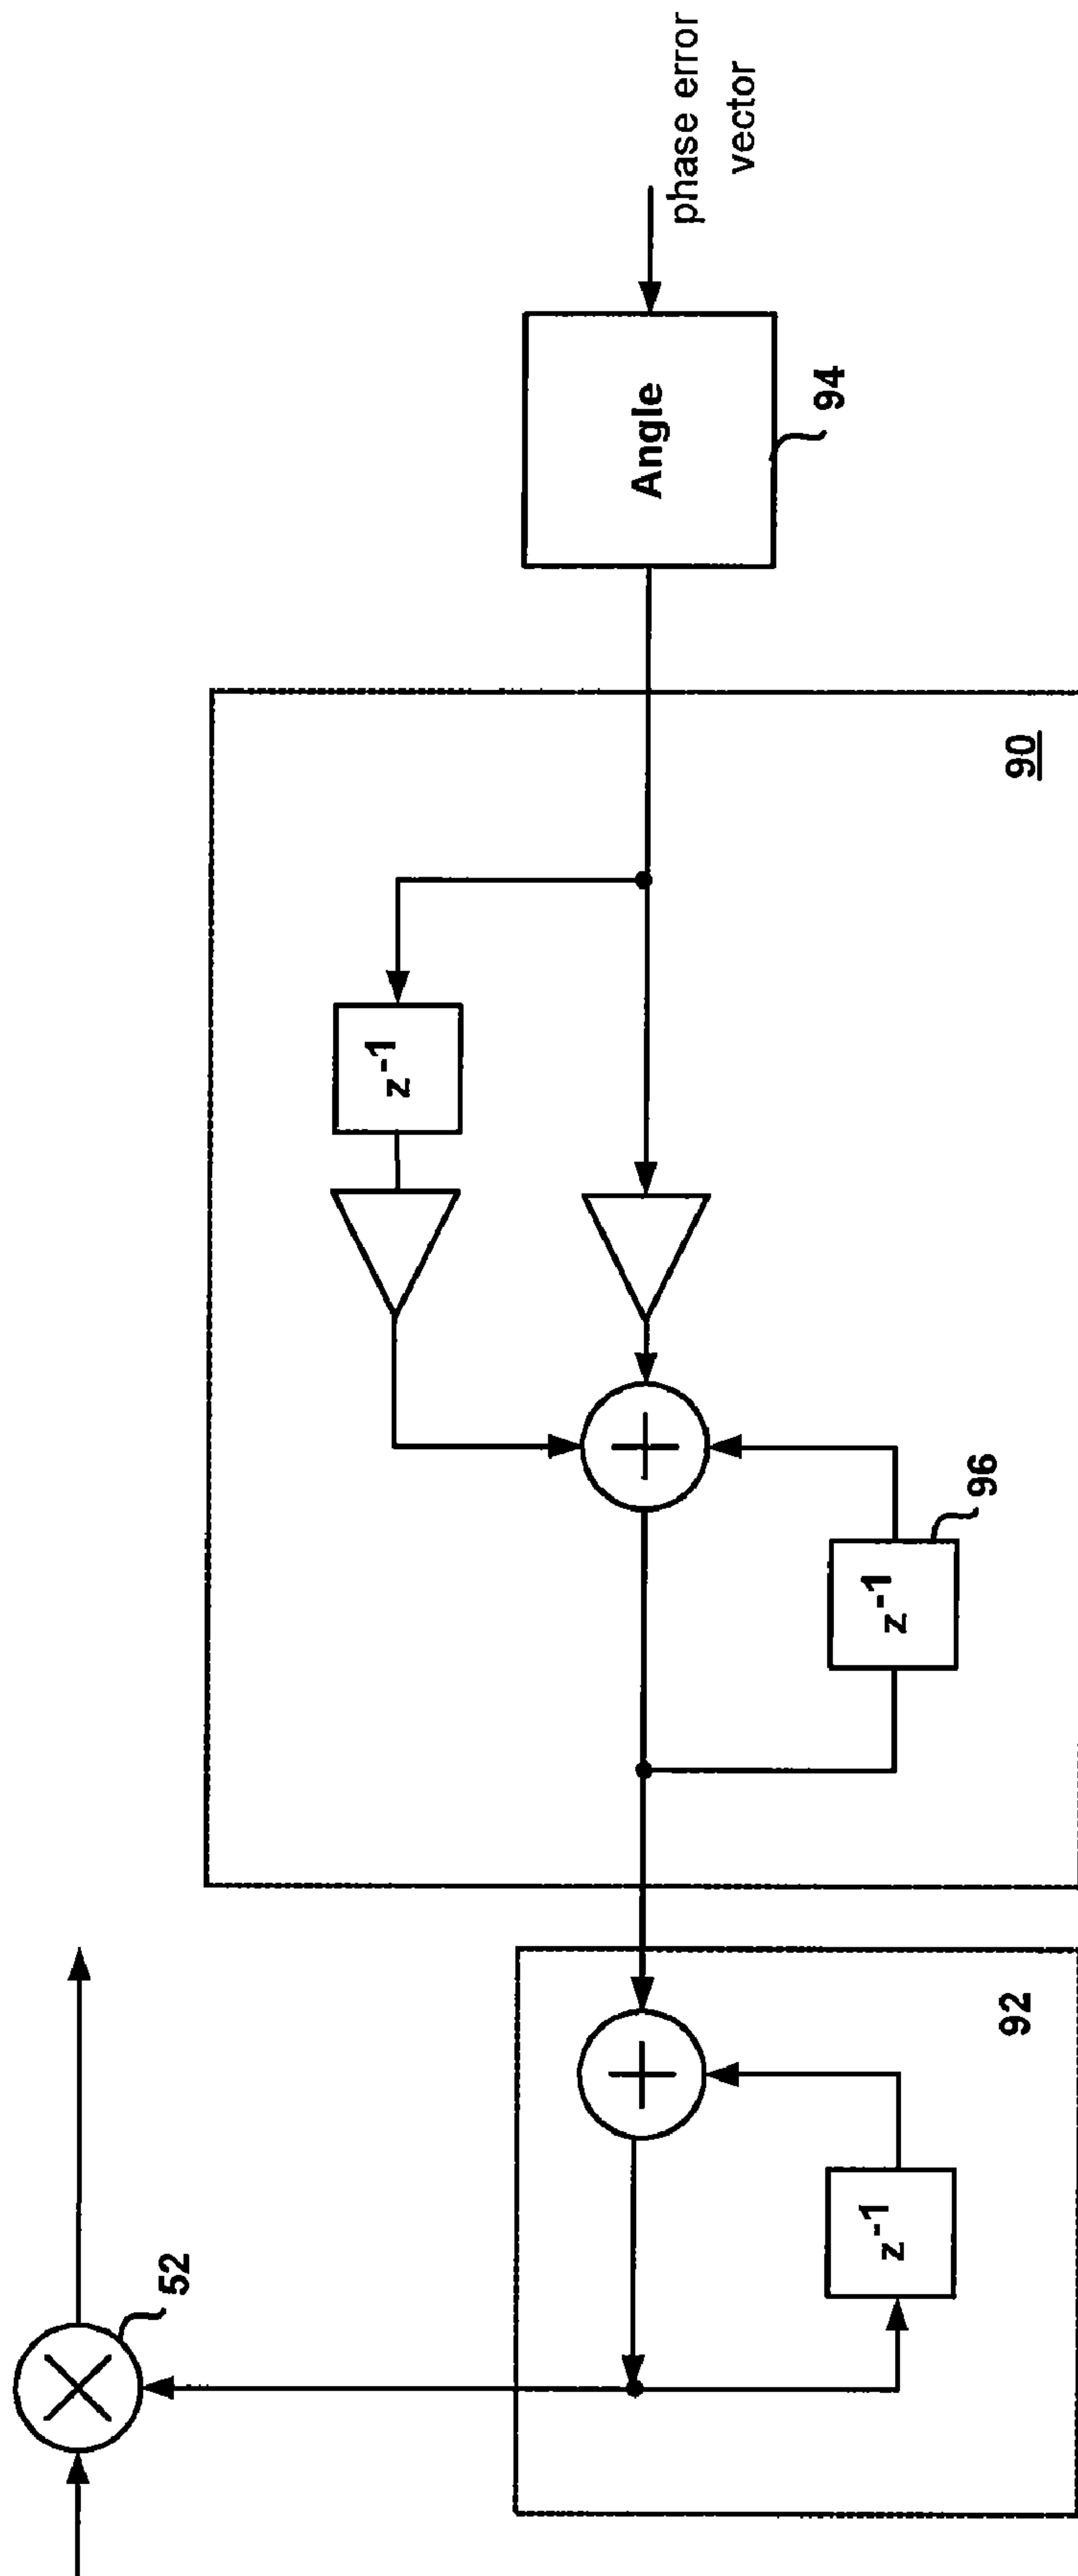 52
92
z⁻¹
90
z⁻¹
z⁻¹
96
Angle
94
phase error
vector